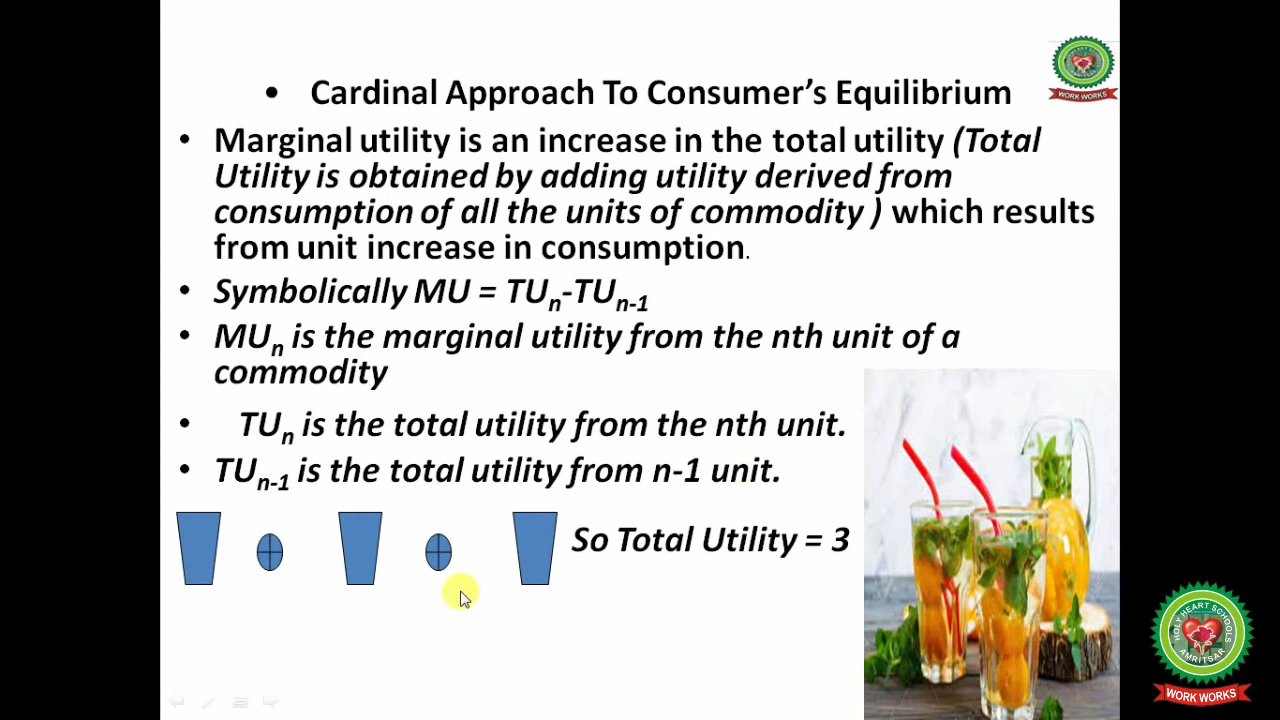 • Cardinal Approach To Consumer's Equilibrium
WORK WORKS
• Marginal utility is an increase in the total utility (Total
Utility is obtained by adding utility derived from
consumption of all the units of commodity ) which results
from unit increase in consumption.
• Symbolically MU = TUn-TUn-1
• MUn is the marginal utility from the nth unit of a
commodity
• TUn is the total utility from the nth unit.
• TUn-1 is the total utility from n-1 unit.
So Total Utility = 3
HOLY HEART SCHOOLS
AMRITSAR
WORK WORKS